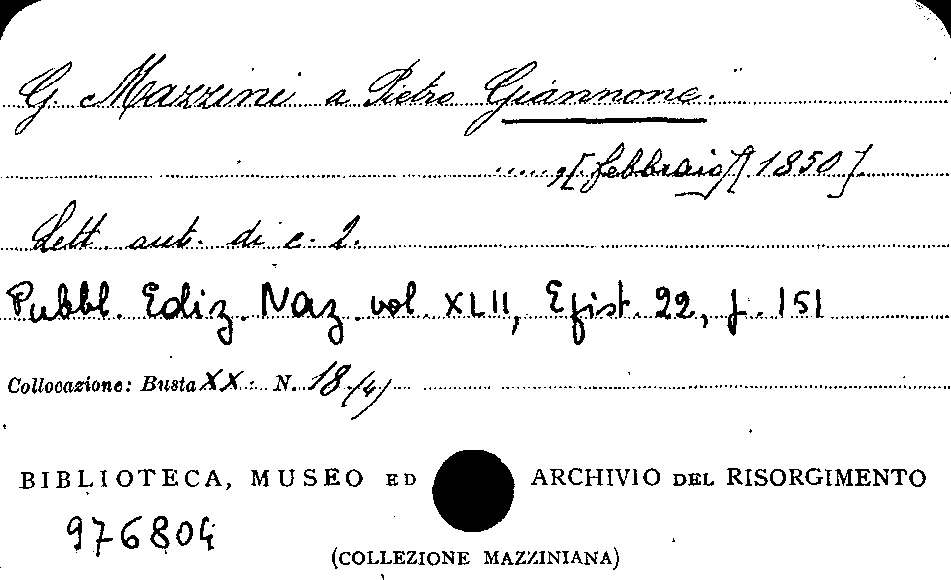 G. Mazzini a Pietro Giannone.
....., [febbraio] [1850].
Lett. aut. di c. 2.
Pubbl. Ediz. Naz. vol. XLII, Epist. 22, p. 151
Collocazione: Busta XX N. 18 (4)
BIBLIOTECA, MUSEO ED ARCHIVIO DEL RISORGIMENTO
976804
(COLLEZIONE MAZZINIANA)